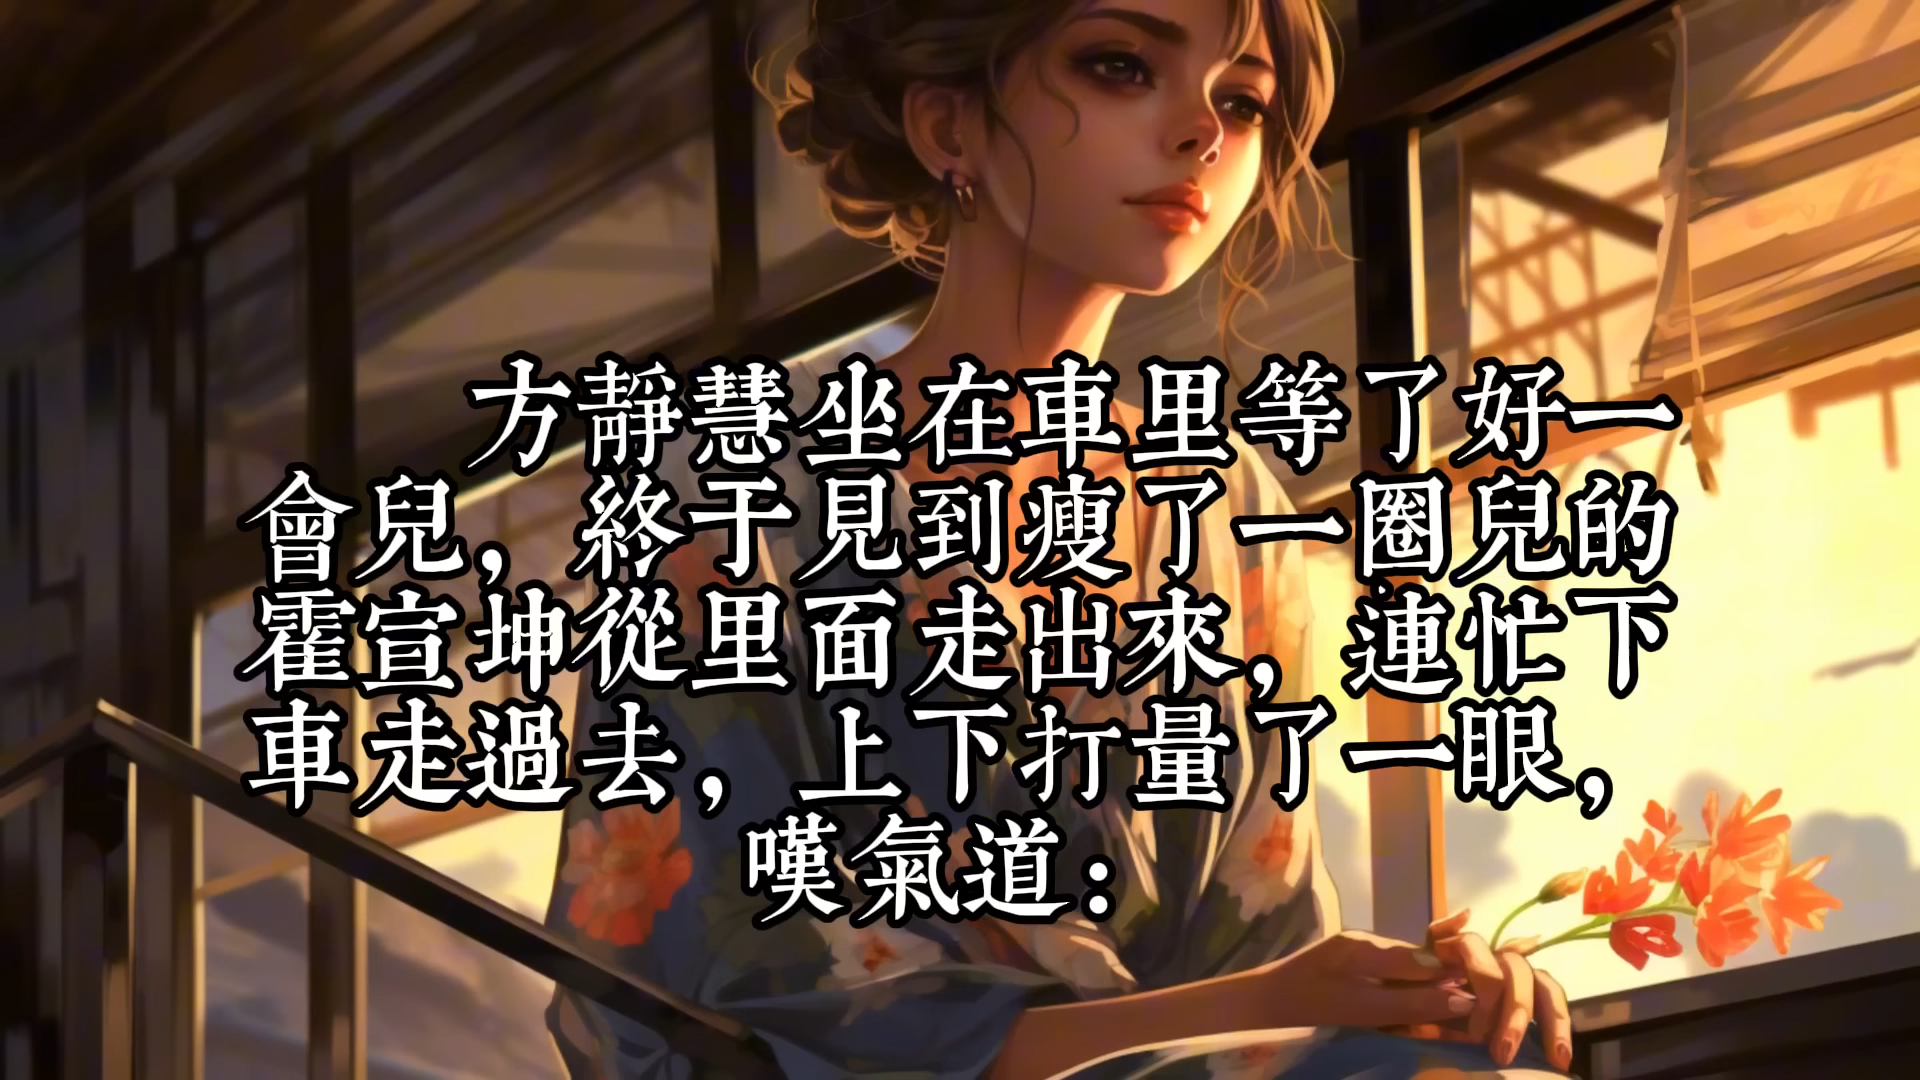 方靜慧坐在車里等了好一
會兒，終于見到瘦了一圈兒的
霍宣坤從里面走出來，連忙下
車走過去，上下打量了一眼，
嘆氣道：